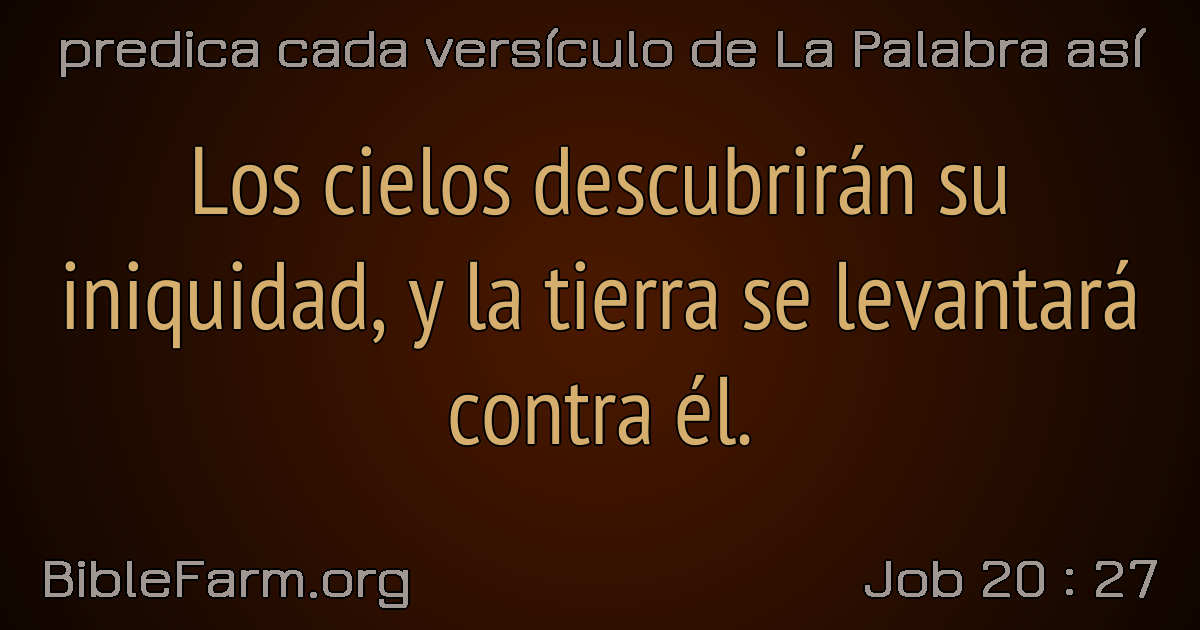 predica cada versículo de La Palabra así
Los cielos descubrirán su
iniquidad, y la tierra se levantará
contra él.
BibleFarm.org
Job 20 : 27